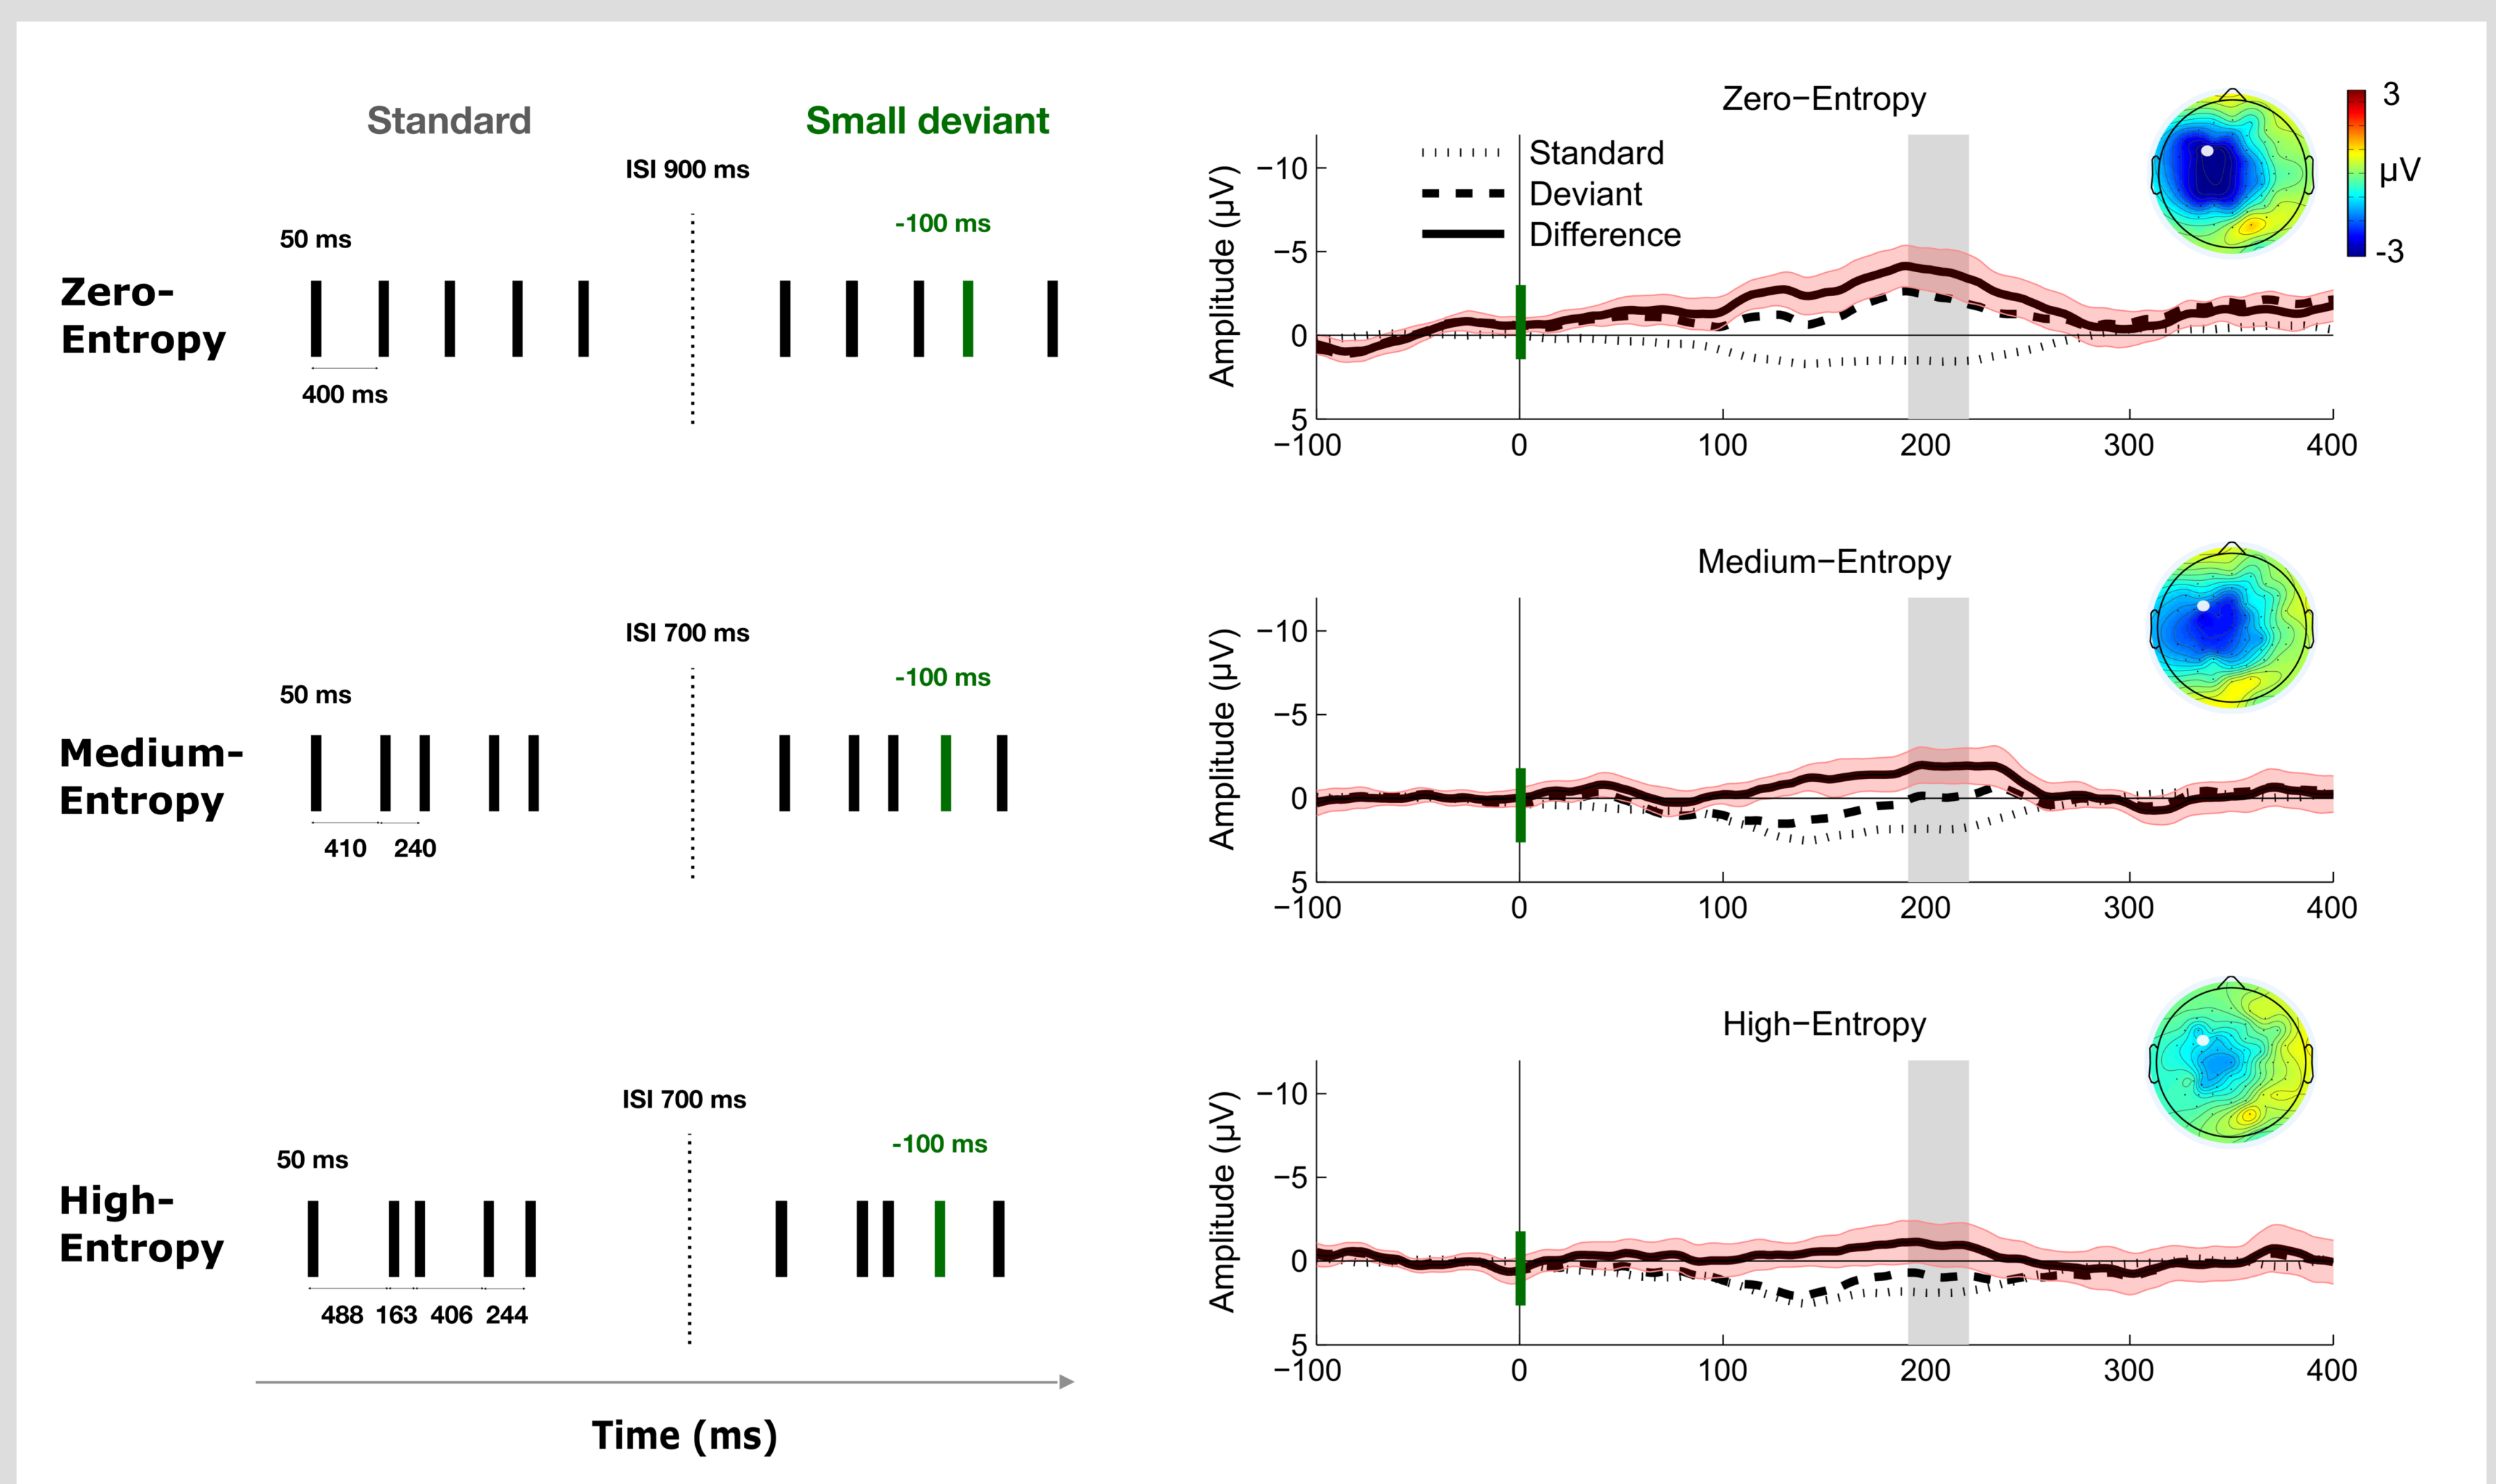 Standard
Small deviant
ISI 900 ms
-100 ms
50 ms
Zero-
Entropy
400 ms
ISI 700 ms
-100 ms
50 ms
Medium-
Entropy
410 240
ISI 700 ms
-100 ms
50 ms
High-
Entropy
488 163 406 244
Time (ms)
Zero−Entropy
Standard
Deviant
Difference
Amplitude (µV)
−10
−5
0
5
−100 0 100 200 300 400
3
µV
-3
Medium−Entropy
Amplitude (µV)
−10
−5
0
5
−100 0 100 200 300 400
High−Entropy
Amplitude (µV)
−10
−5
0
5
−100 0 100 200 300 400